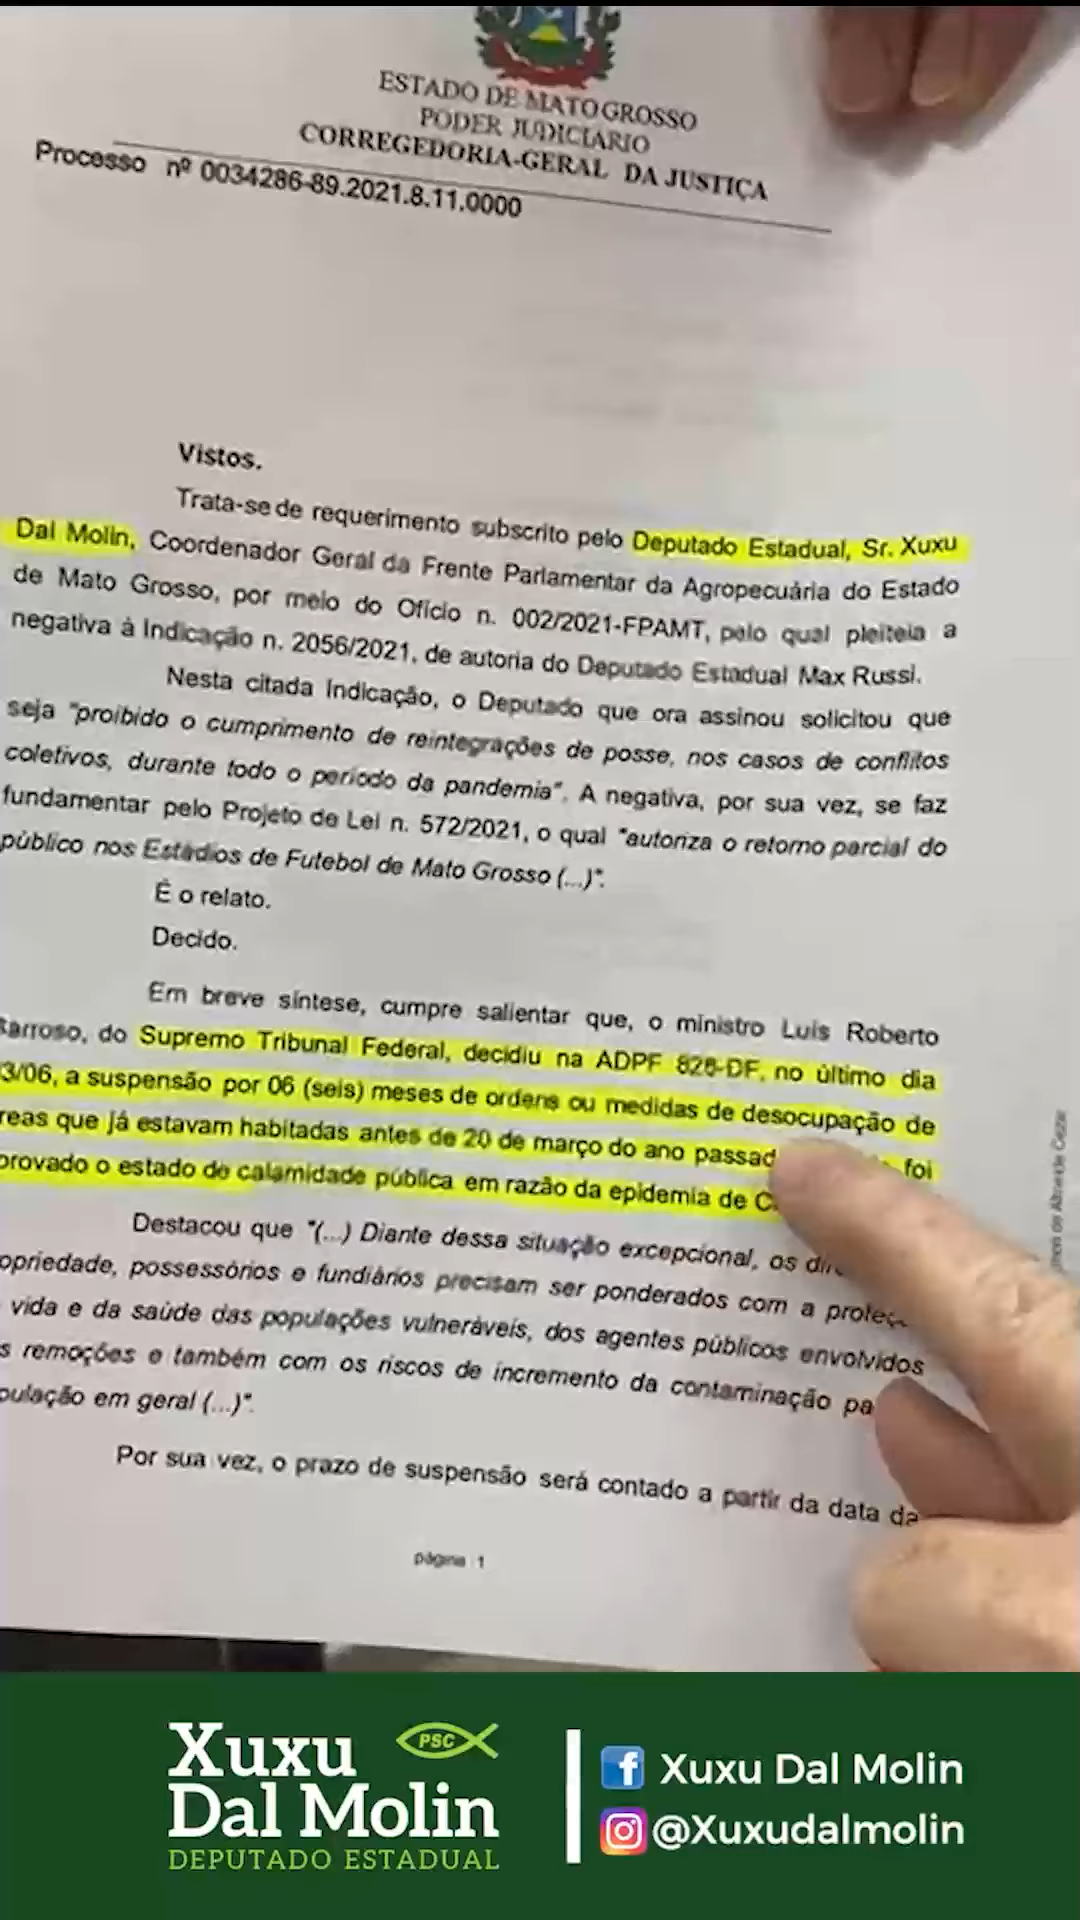 ESTADO DE MATO GROSSO
PODER JUDICIÁRIO
CORREGEDORIA-GERAL DA JUSTIÇA
Processo nº 0034286-89.2021.8.11.0000
Vistos.
Trata-se de requerimento subscrito pelo Deputado Estadual, Sr. Xuxu
Dal Molin, Coordenador Geral da Frente Parlamentar da Agropecuária do Estado
de Mato Grosso, por meio do Ofício n. 002/2021-FPAMT, pelo qual pleiteia a
negativa à Indicação n. 2056/2021, de autoria do Deputado Estadual Max Russi.
Nesta citada Indicação, o Deputado que ora assinou solicitou que
seja "proibido o cumprimento de reintegrações de posse, nos casos de conflitos
coletivos, durante todo o período da pandemia". A negativa, por sua vez, se faz
fundamentar pelo Projeto de Lei n. 572/2021, o qual "autoriza o retorno parcial do
público nos Estádios de Futebol de Mato Grosso (...)".
É o relato.
Decido.
Em breve síntese, cumpre salientar que, o ministro Luis Roberto
Barroso, do Supremo Tribunal Federal, decidiu na ADPF 828-DF, no último dia
3/06, a suspensão por 06 (seis) meses de ordens ou medidas de desocupação de
reas que já estavam habitadas antes de 20 de março do ano passad foi
provado o estado de calamidade pública em razão da epidemia de C
Destacou que "(...) Diante dessa situação excepcional, os dir
opriedade, possessórios e fundiários precisam ser ponderados com a proteç
vida e da saúde das populações vulneráveis, dos agentes públicos envolvidos
s remoções e também com os riscos de incremento da contaminação pa
pulação em geral (...)".
Por sua vez, o prazo de suspensão será contado a partir da data da
página 1
de Almeida Cezar
Xuxu
Dal Molin
PSC
DEPUTADO ESTADUAL
Xuxu Dal Molin
@Xuxudalmolin